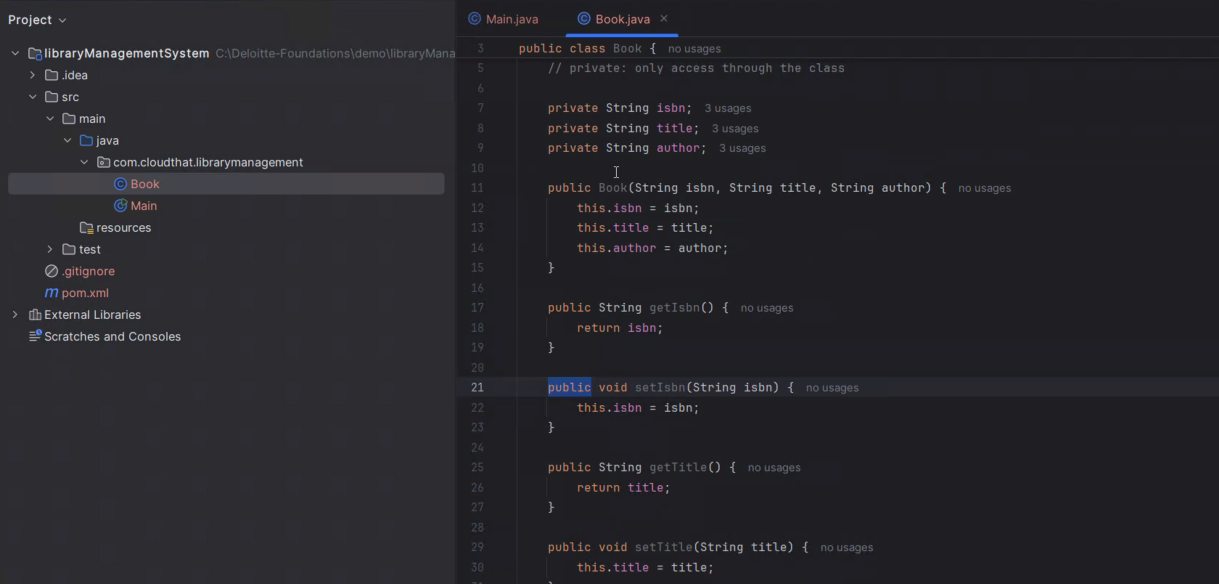 Project
libraryManagementSystem C:\Deloitte-Foundations\demo\libraryMana
.idea
src
main
java
com.cloudthat.librarymanagement
Book
Main
resources
test
.gitignore
pom.xml
External Libraries
Scratches and Consoles
Main.java Book.java
3 public class Book { no usages
5 // private: only access through the class
6
7 private String isbn; 3 usages
8 private String title; 3 usages
9 private String author; 3 usages
10
11 public Book(String isbn, String title, String author) { no usages
12 this.isbn = isbn;
13 this.title = title;
14 this.author = author;
15 }
16
17 public String getIsbn() { no usages
18 return isbn;
19 }
20
21 public void setIsbn(String isbn) { no usages
22 this.isbn = isbn;
23 }
24
25 public String getTitle() { no usages
26 return title;
27 }
28
29 public void setTitle(String title) { no usages
30 this.title = title;